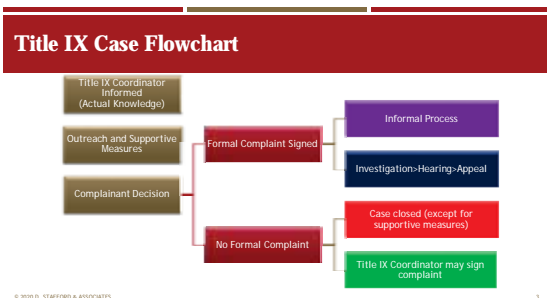 Title IX Case Flowchart
Title IX Coordinator
Informed
(Actual Knowledge)
Outreach and Supportive
Measures
Complainant Decision
Formal Complaint Signed
No Formal Complaint
Informal Process
Investigation>Hearing>Appeal
Case closed (except for
supportive measures)
Title IX Coordinator may sign
complaint
© 2020 D. STAFFORD & ASSOCIATES